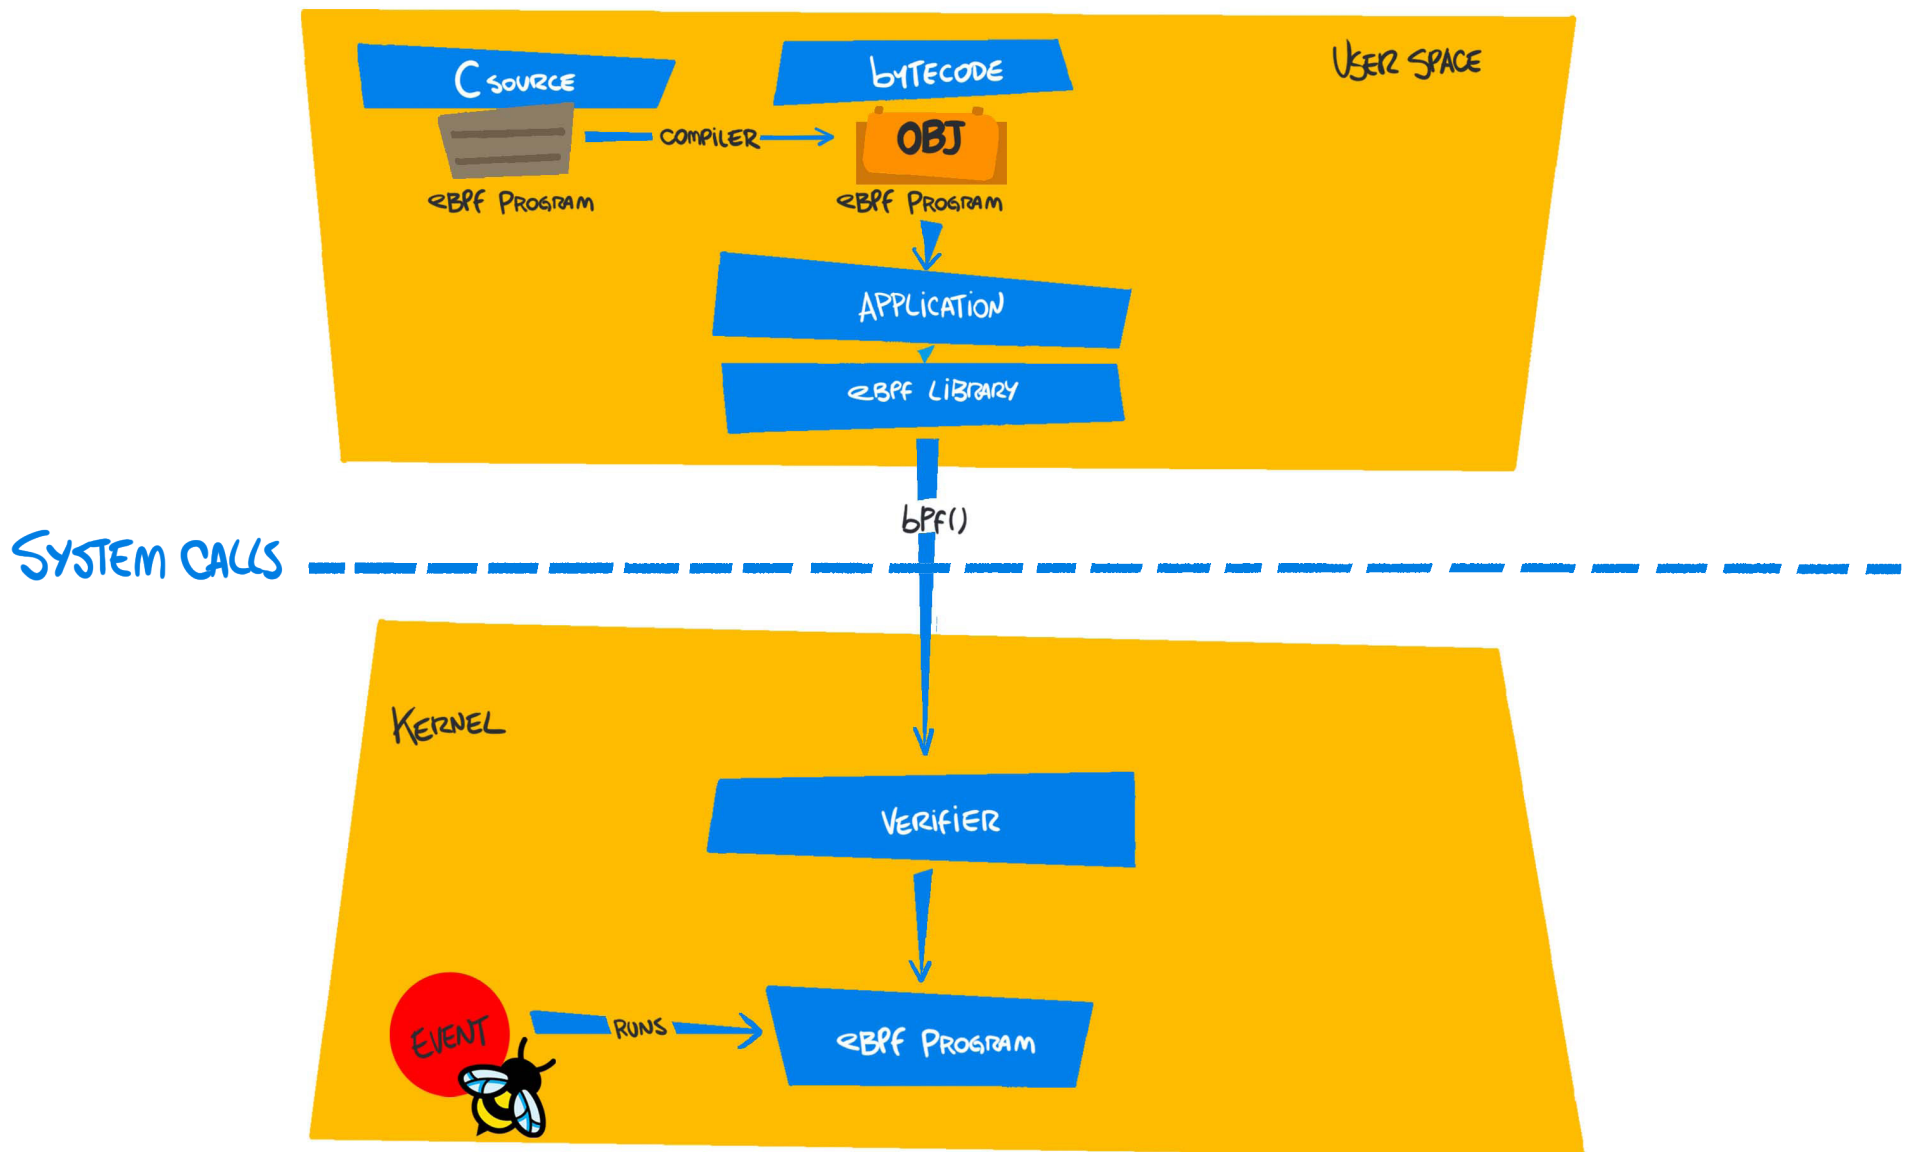 C SOURCE
bYTECODE
USER SPACE
COMPiLER
OBJ
eBPf PROGRAM
eBPf PROGRAM
APPLiCATiON
eBPf LiBRARY
bPf()
SYSTEM CALLS
KERNEL
VERifiER
EVENT
RUNS
eBPf PROGRAM